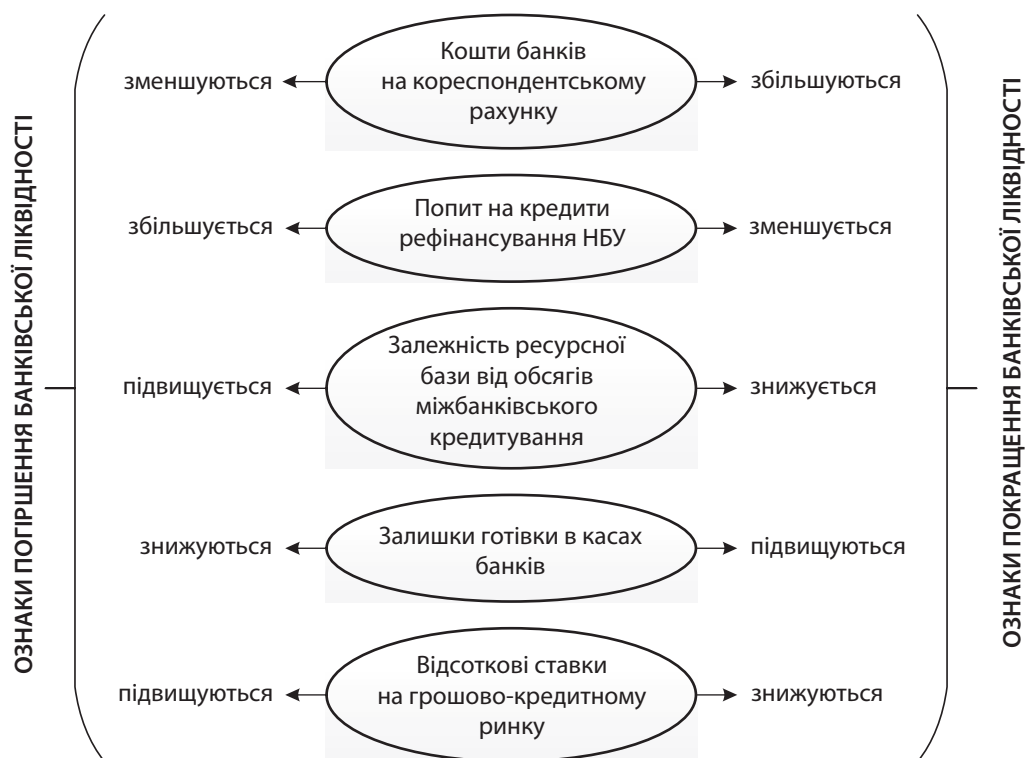 ОЗНАКИ ПОГІРШЕННЯ БАНКІВСЬКОЇ ЛІКВІДНОСТІ
зменшуються
Кошти банків
на кореспондентському
рахунку
збільшуються
збільшується
Попит на кредити
рефінансування НБУ
зменшується
підвищується
Залежність ресурсної
бази від обсягів
міжбанківського
кредитування
знижується
знижуються
Залишки готівки в касах
банків
підвищуються
підвищуються
Відсоткові ставки
на грошово-кредитному
ринку
знижуються
ОЗНАКИ ПОКРАЩЕННЯ БАНКІВСЬКОЇ ЛІКВІДНОСТІ